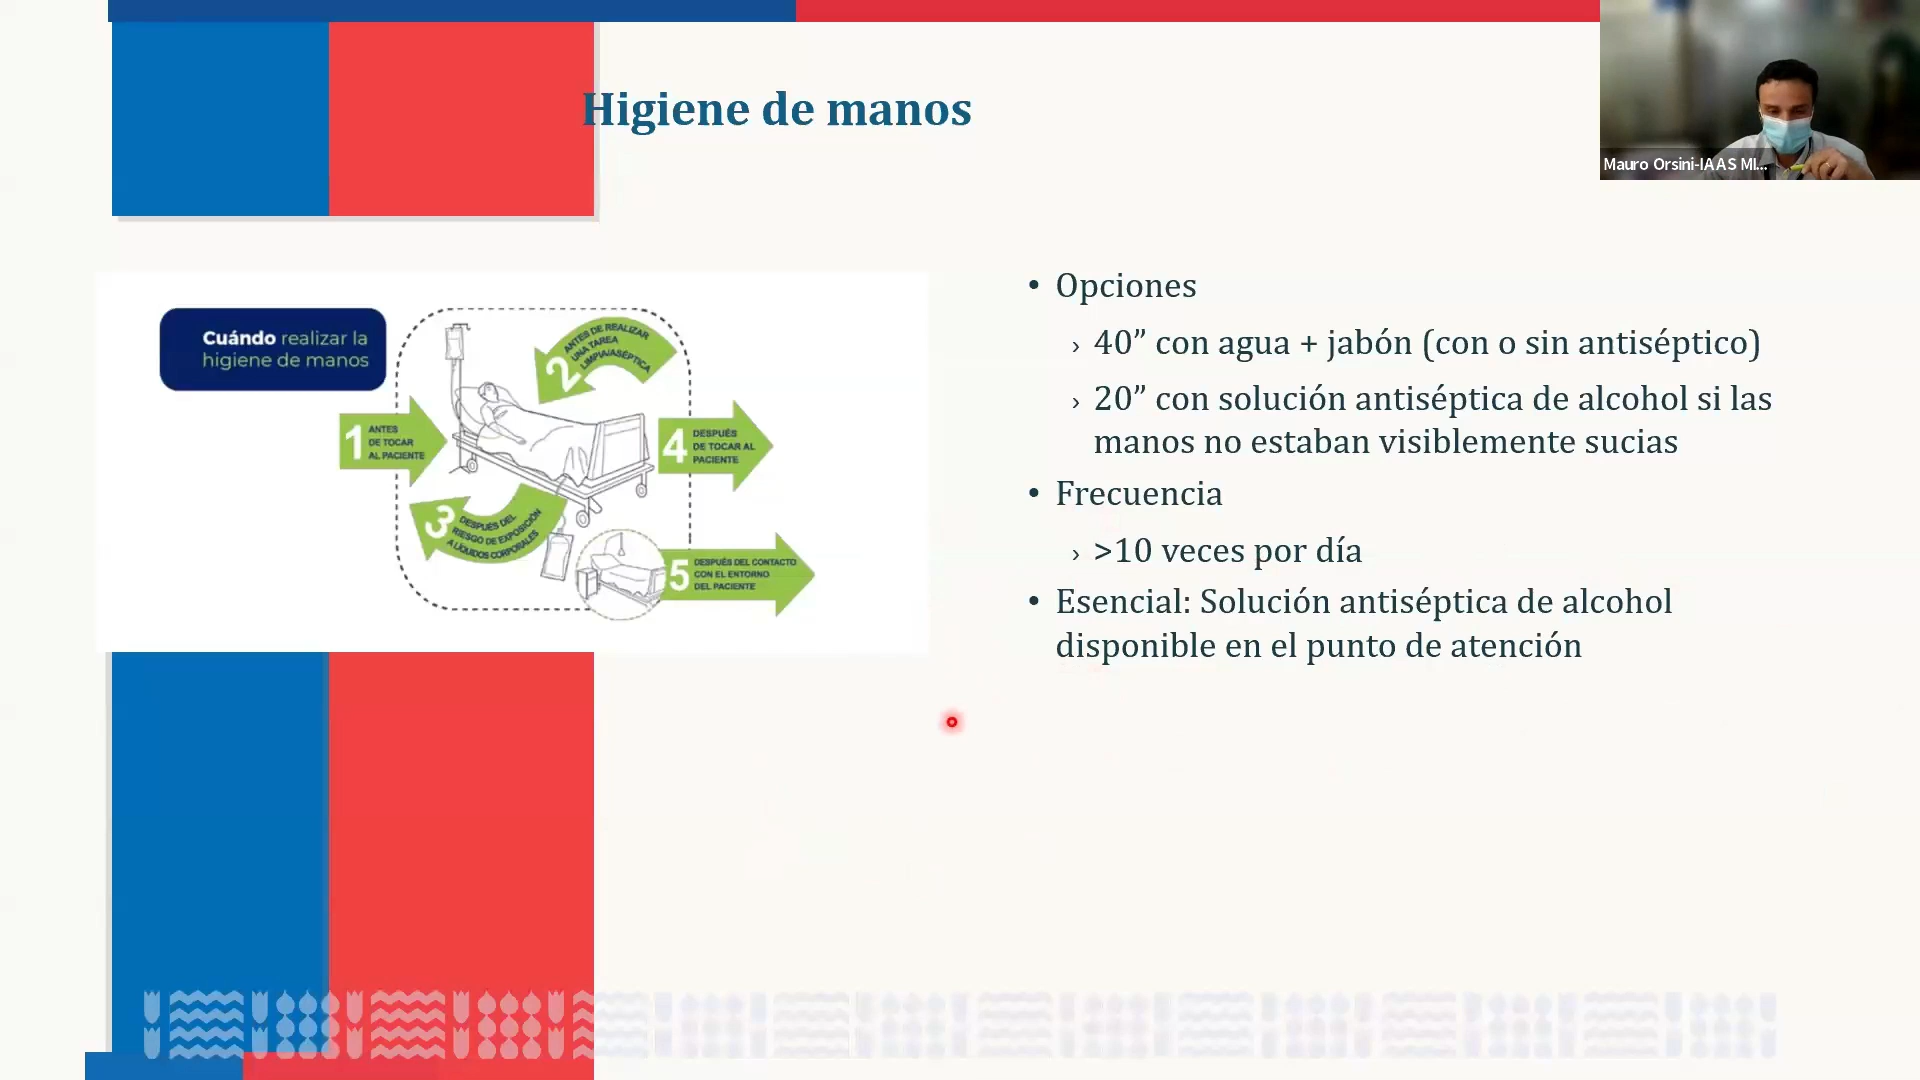 Higiene de manos
Mauro Orsini-IAAS MI...
Cuándo realizar la
higiene de manos
1 ANTES
DE TOCAR
AL PACIENTE
2 ANTES DE REALIZAR
UNA TAREA
LIMPIA/ASÉPTICA
3 DESPUÉS DEL
RIESGO DE EXPOSICIÓN
A LÍQUIDOS CORPORALES
4 DESPUÉS
DE TOCAR AL
PACIENTE
5 DESPUÉS DEL CONTACTO
CON EL ENTORNO
DEL PACIENTE
• Opciones
› 40” con agua + jabón (con o sin antiséptico)
› 20” con solución antiséptica de alcohol si las
manos no estaban visiblemente sucias
• Frecuencia
› >10 veces por día
• Esencial: Solución antiséptica de alcohol
disponible en el punto de atención